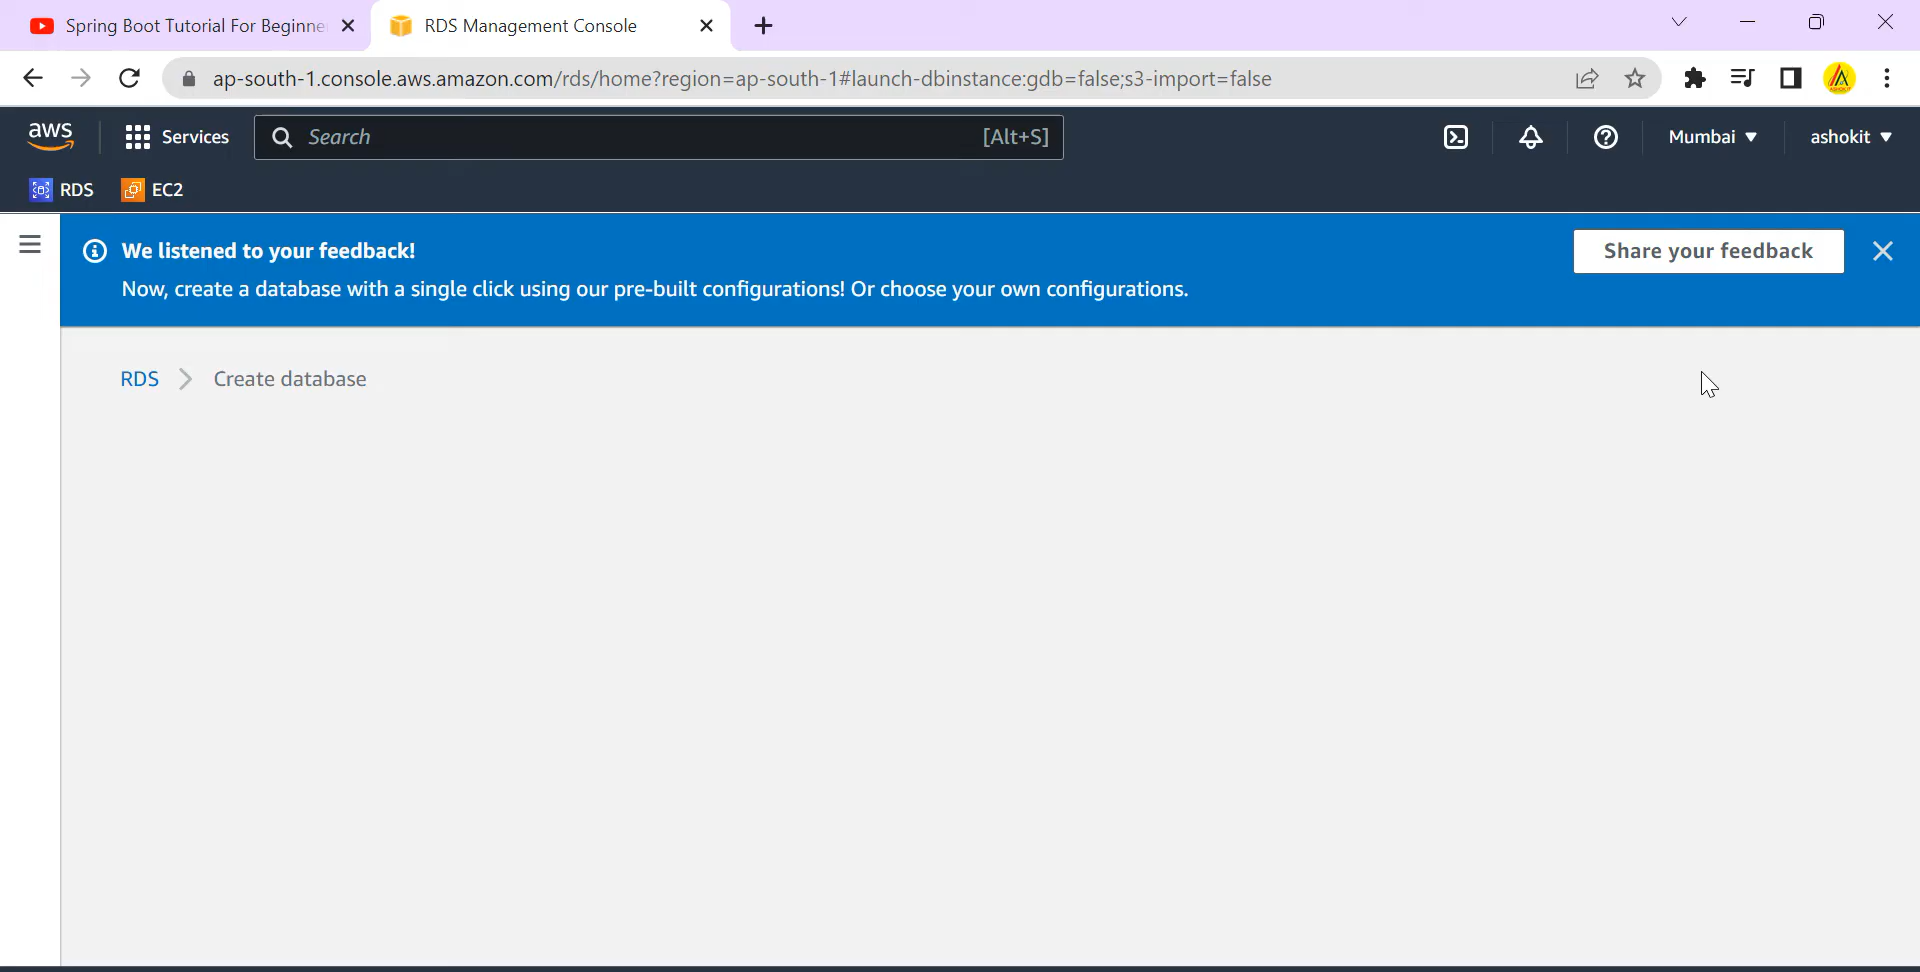 Spring Boot Tutorial For Beginne
RDS Management Console
ap-south-1.console.aws.amazon.com/rds/home?region=ap-south-1#launch-dbinstance:gdb=false;s3-import=false
aws
Services
Search
[Alt+S]
Mumbai
ashokit
RDS
EC2
We listened to your feedback!
Share your feedback
Now, create a database with a single click using our pre-built configurations! Or choose your own configurations.
RDS
Create database